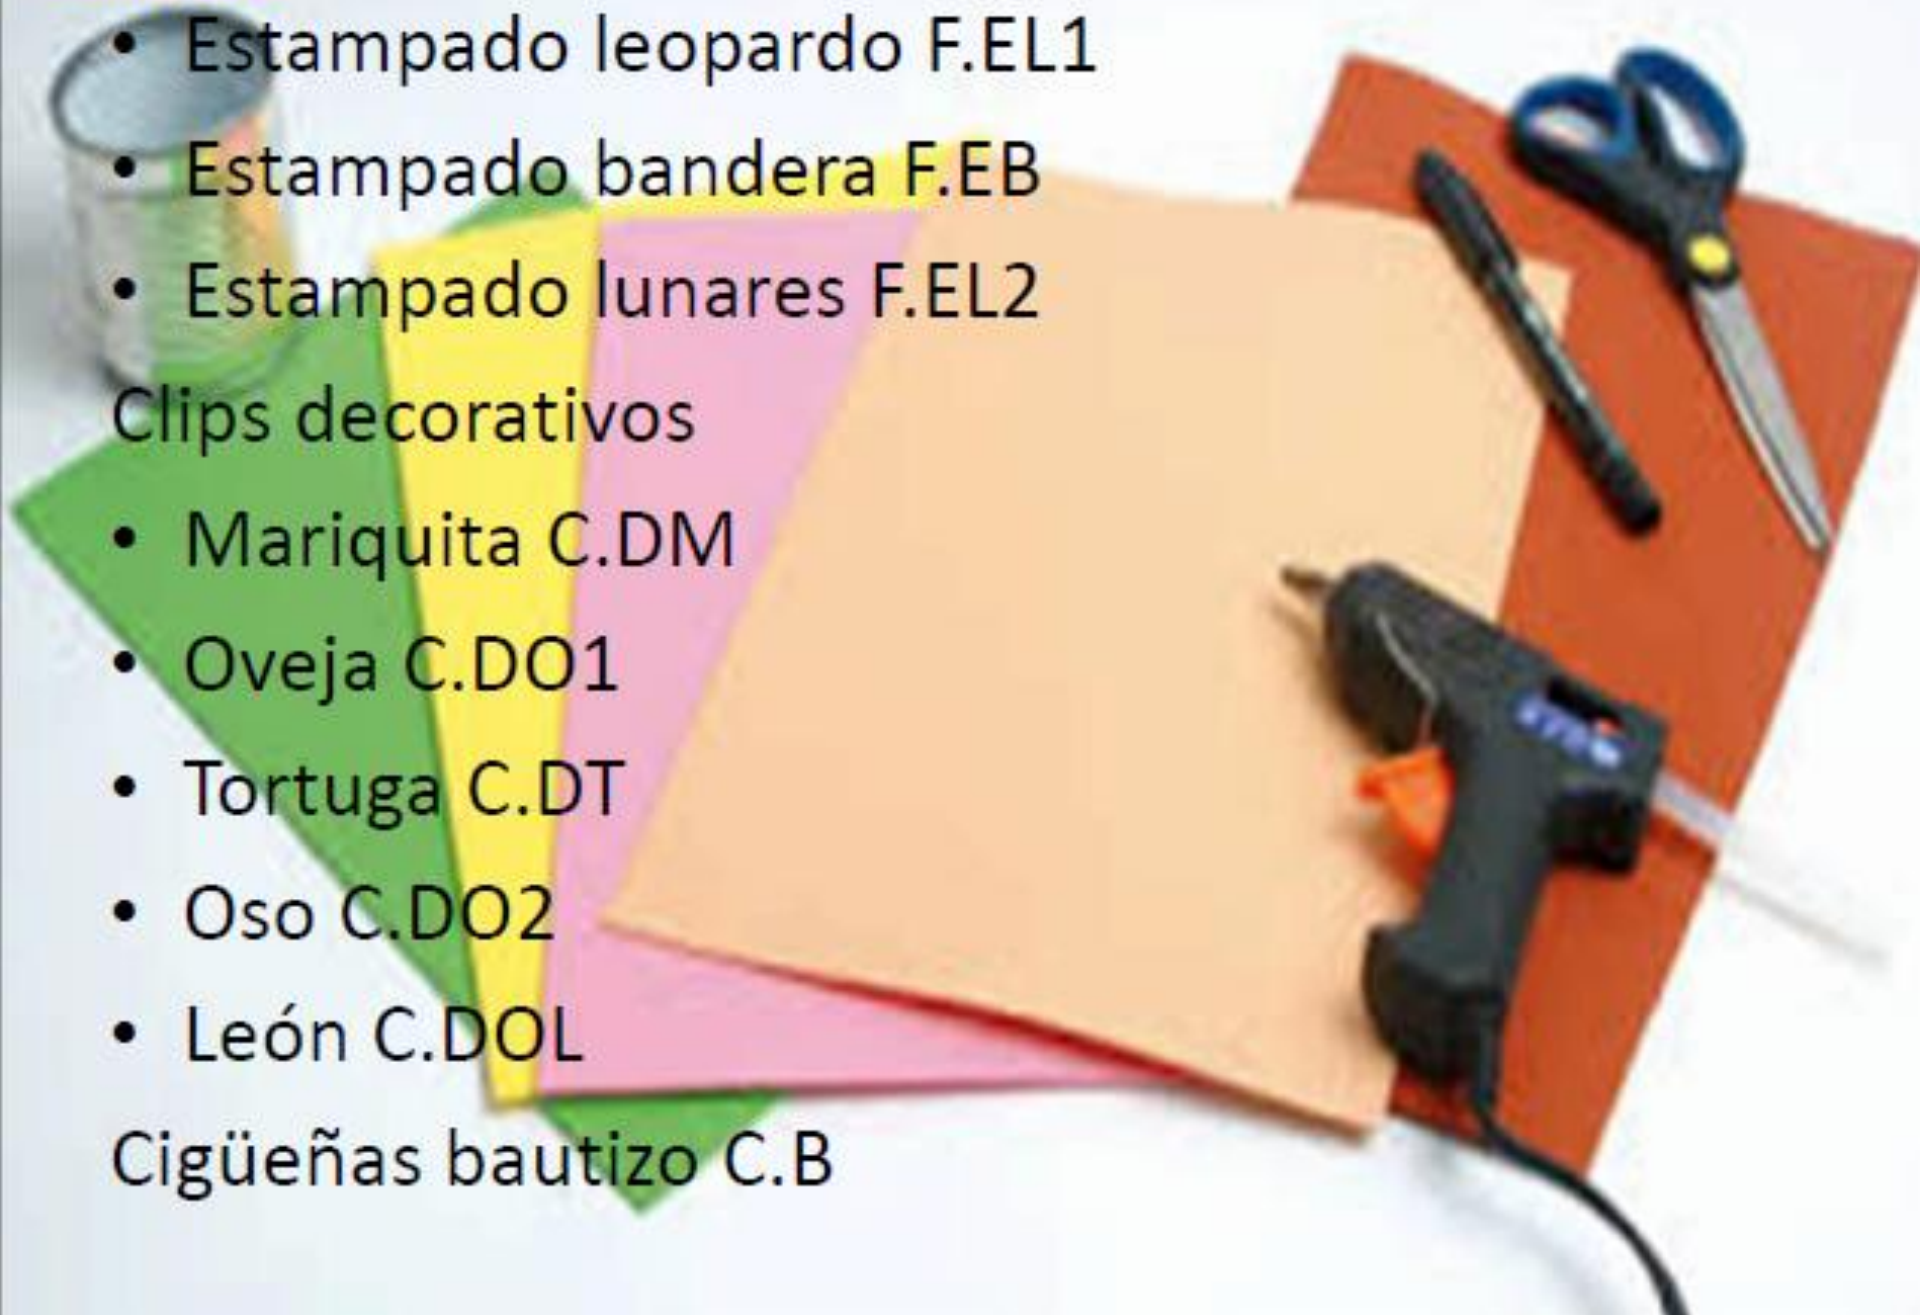 • Estampado leopardo F.EL1
• Estampado bandera F.EB
• Estampado lunares F.EL2
Clips decorativos
• Mariquita C.DM
• Oveja C.DO1
• Tortuga C.DT
• Oso C.DO2
• León C.DOL
Cigüeñas bautizo C.B